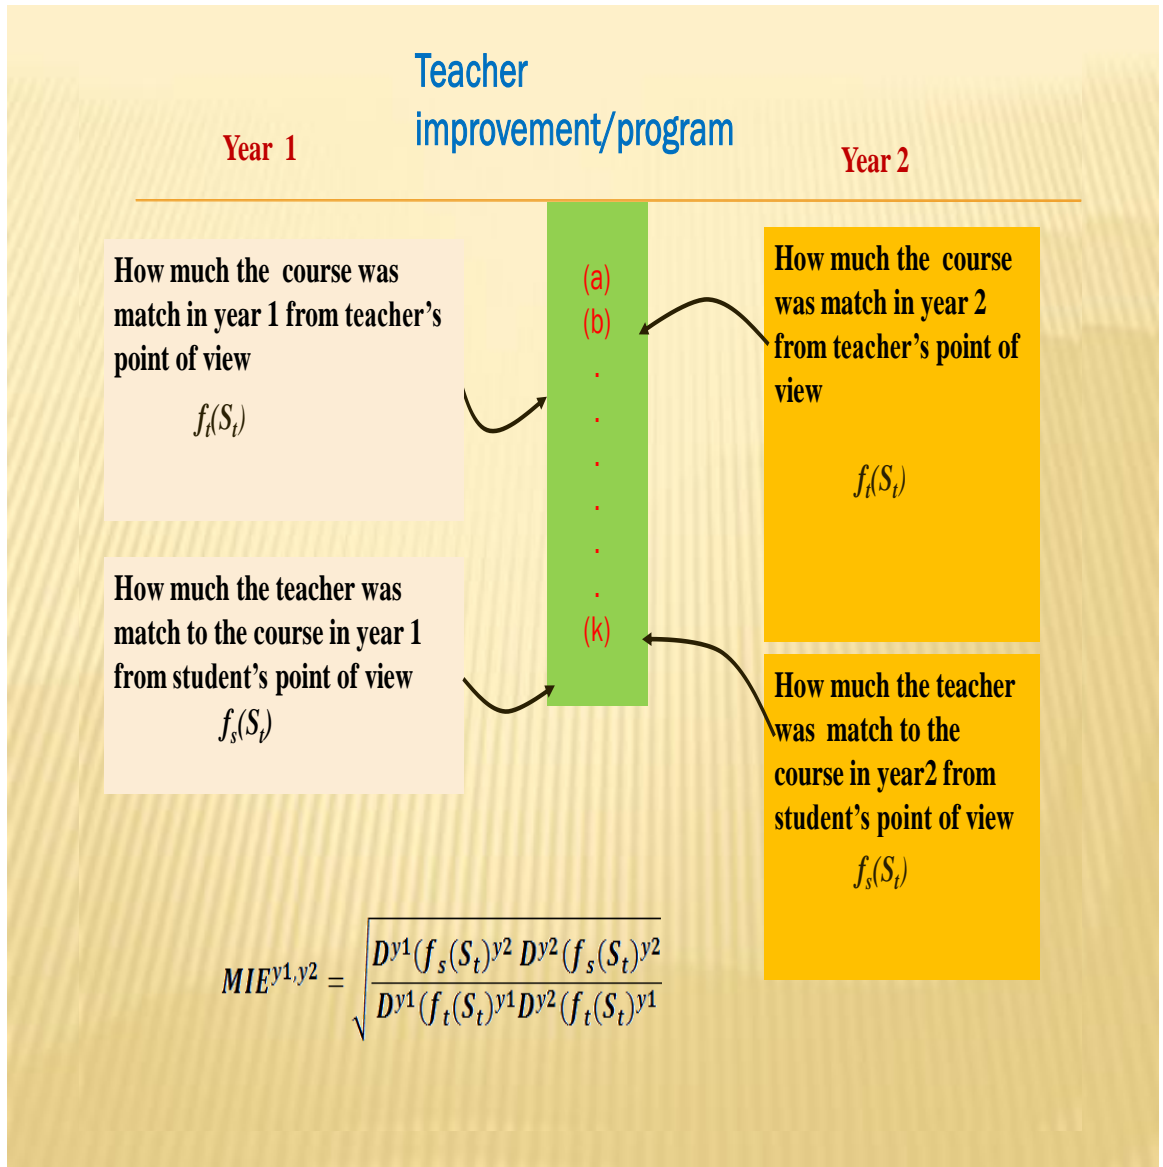 Teacher
improvement/program
Year 1
Year 2
How much the course was
match in year 1 from teacher’s
point of view
f_t(S_t)
How much the teacher was
match to the course in year 1
from student’s point of view
f_s(S_t)
(a)
(b)
.
.
.
.
.
.
(k)
How much the course
was match in year 2
from teacher’s point of
view
f_t(S_t)
How much the teacher
was match to the
course in year2 from
student’s point of view
f_s(S_t)
MIE^{y1,y2} = \sqrt{\frac{D^{y1}(f_s(S_t)^{y2} D^{y2}(f_s(S_t)^{y2}}{D^{y1}(f_t(S_t)^{y1} D^{y2}(f_t(S_t)^{y1}}}